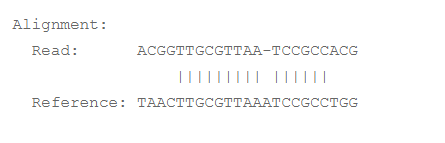 Alignment:
Read: ACGGTTGCGTTAA-TCCGCCACG
||||||||| ||||||
Reference: TAACTTGCGTTAAATCCGCCTGG